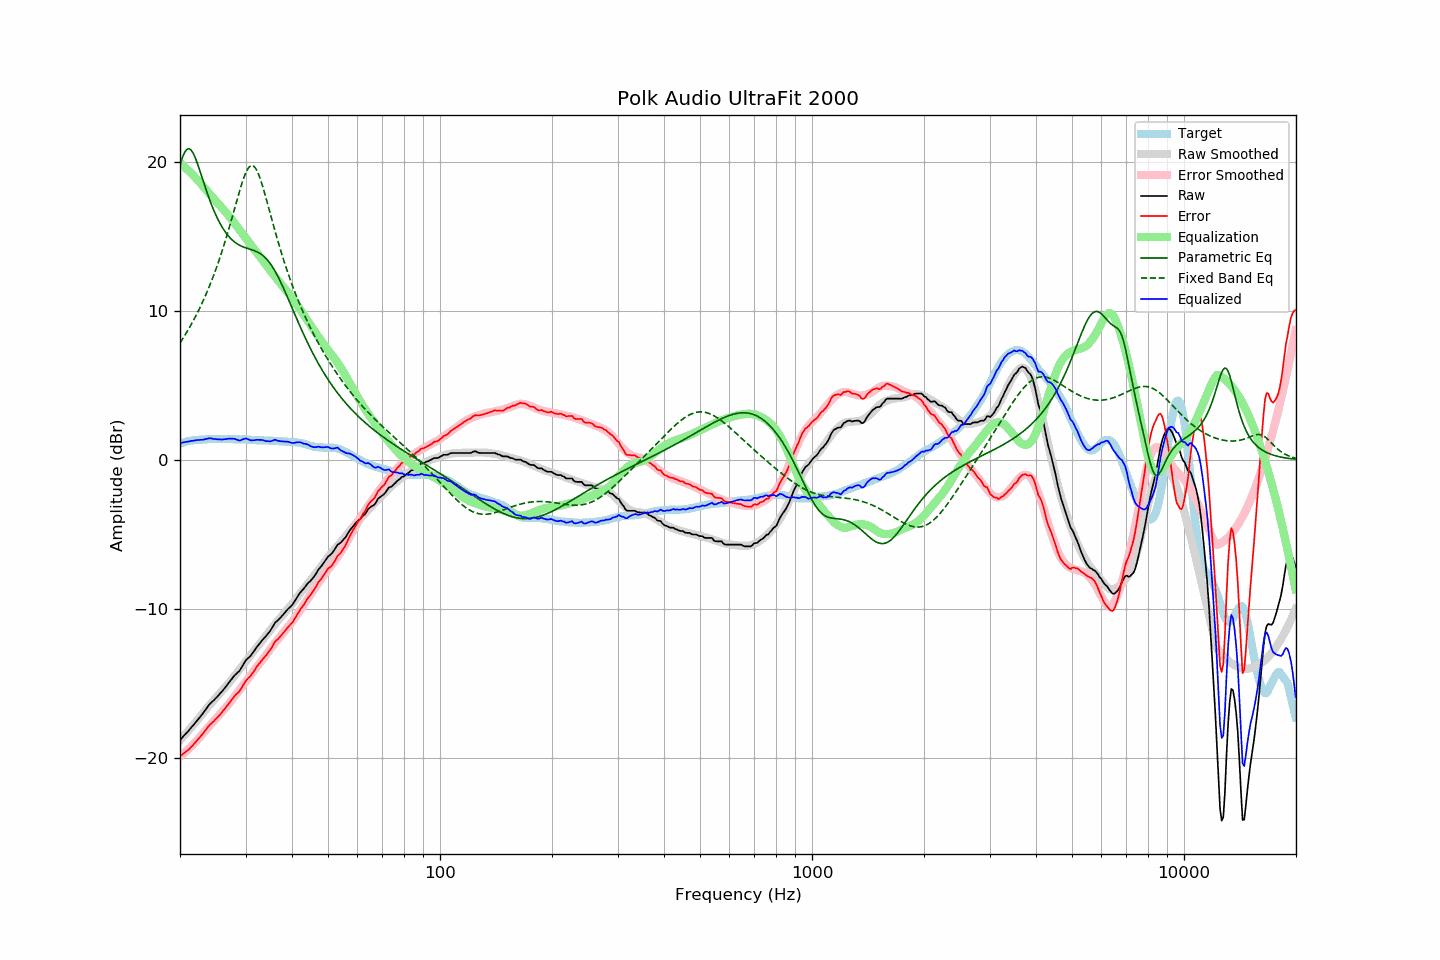 Polk Audio UltraFit 2000
Target
Raw Smoothed
Error Smoothed
Raw
Error
Equalization
Parametric Eq
Fixed Band Eq
Equalized
20
10
0
−10
−20
Amplitude (dBr)
100
1000
10000
Frequency (Hz)